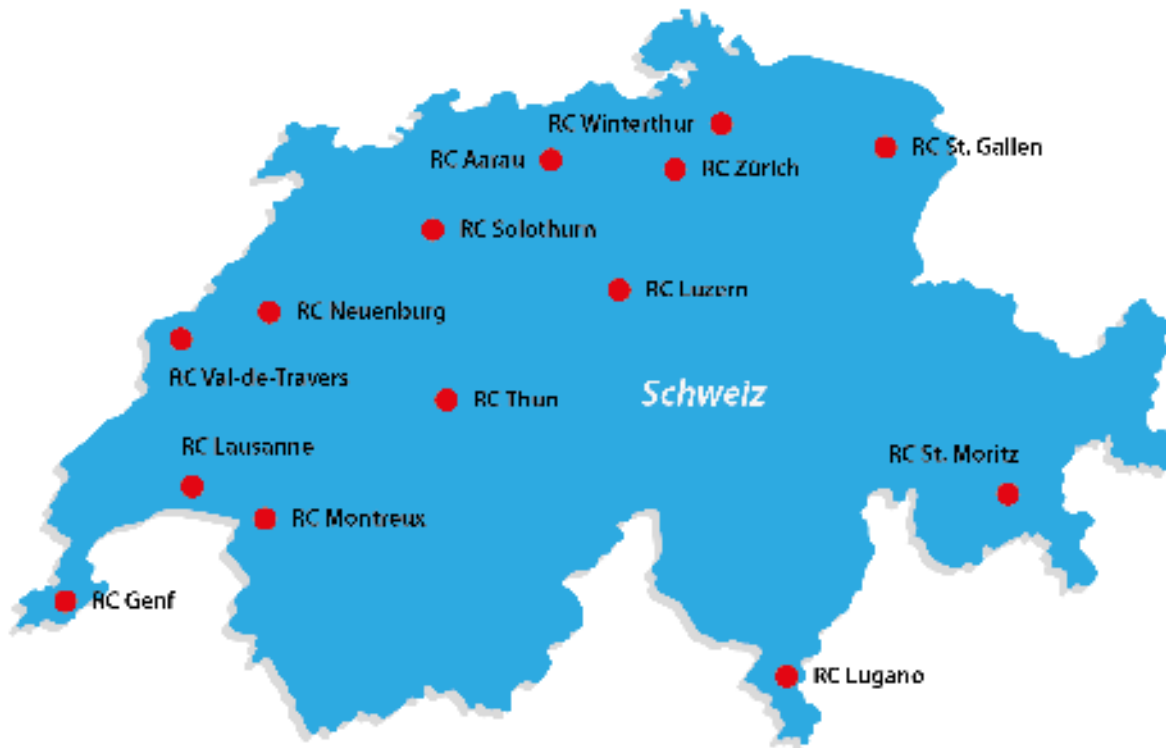 RC Winterthur
RC St. Gallen
RC Aarau
RC Zürich
RC Solothurn
RC Luzern
RC Neuenburg
RC Val-de-Travers
Schweiz
RC Thun
RC Lausanne
RC St. Moritz
RC Montreux
RC Genf
RC Lugano